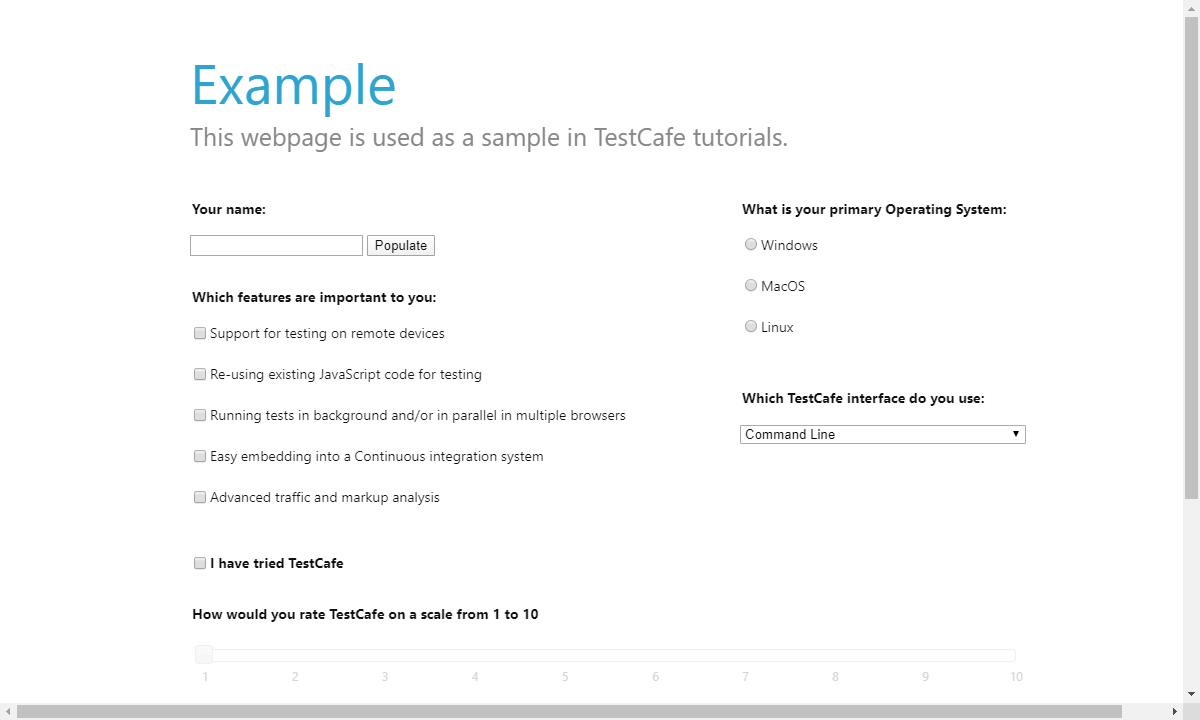 Example
This webpage is used as a sample in TestCafe tutorials.
Your name:
Populate
Which features are important to you:
Support for testing on remote devices
Re-using existing JavaScript code for testing
Running tests in background and/or in parallel in multiple browsers
Easy embedding into a Continuous integration system
Advanced traffic and markup analysis
What is your primary Operating System:
Windows
MacOS
Linux
Which TestCafe interface do you use:
Command Line
I have tried TestCafe
How would you rate TestCafe on a scale from 1 to 10
1 2 3 4 5 6 7 8 9 10